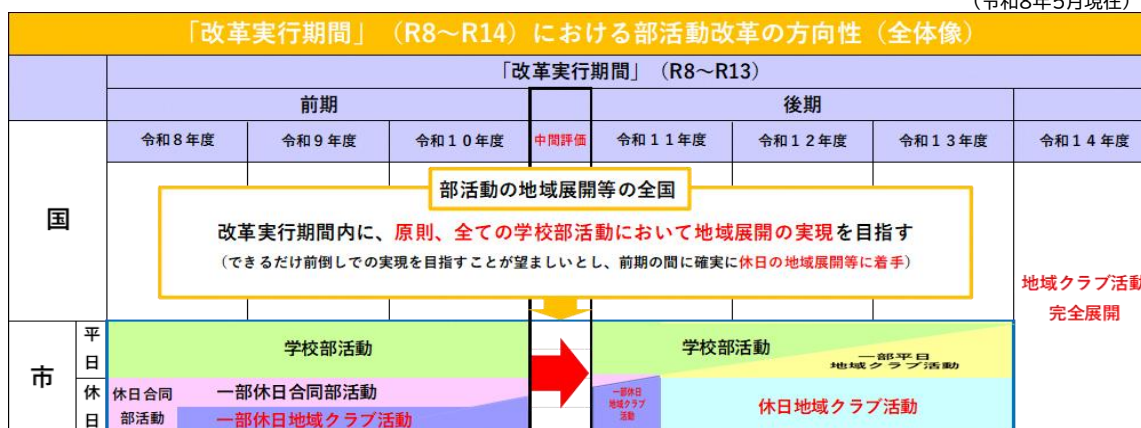 (令和8年5月現在)
「改革実行期間」（R8～R14）における部活動改革の方向性（全体像）
「改革実行期間」（R8～R13）
前期
後期
令和8年度
令和9年度
令和10年度
中間評価
令和11年度
令和12年度
令和13年度
令和14年度
国
部活動の地域展開等の全国
改革実行期間内に、原則、全ての学校部活動において地域展開の実現を目指す
（できるだけ前倒しでの実現を目指すことが望ましいとし、前期の間に確実に休日の地域展開等に着手）
地域クラブ活動
完全展開
市
平
日
学校部活動
学校部活動
一部平日
地域クラブ活動
休
日
休日合同
部活動
一部休日合同部活動
一部休日地域クラブ活動
一部休日
地域クラブ
活動
休日地域クラブ活動